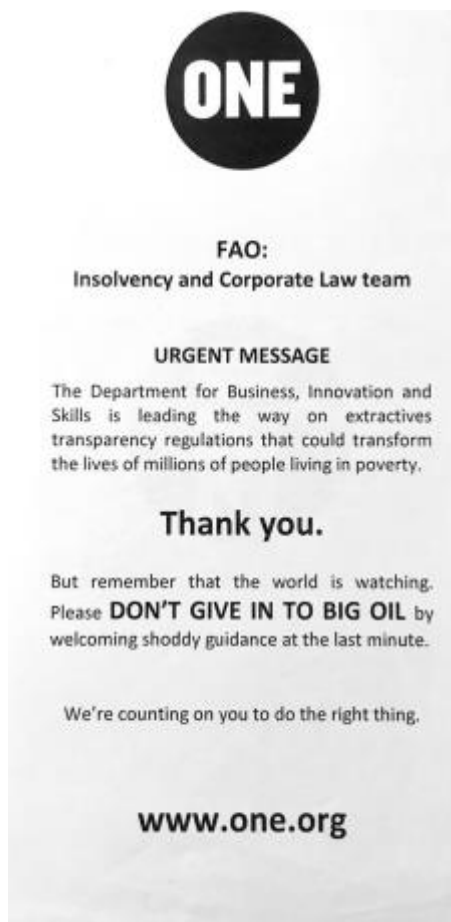 ONE
FAO:
Insolvency and Corporate Law team
URGENT MESSAGE
The Department for Business, Innovation and
Skills is leading the way on extractives
transparency regulations that could transform
the lives of millions of people living in poverty.
Thank you.
But remember that the world is watching.
Please DON'T GIVE IN TO BIG OIL by
welcoming shoddy guidance at the last minute.
We're counting on you to do the right thing.
www.one.org